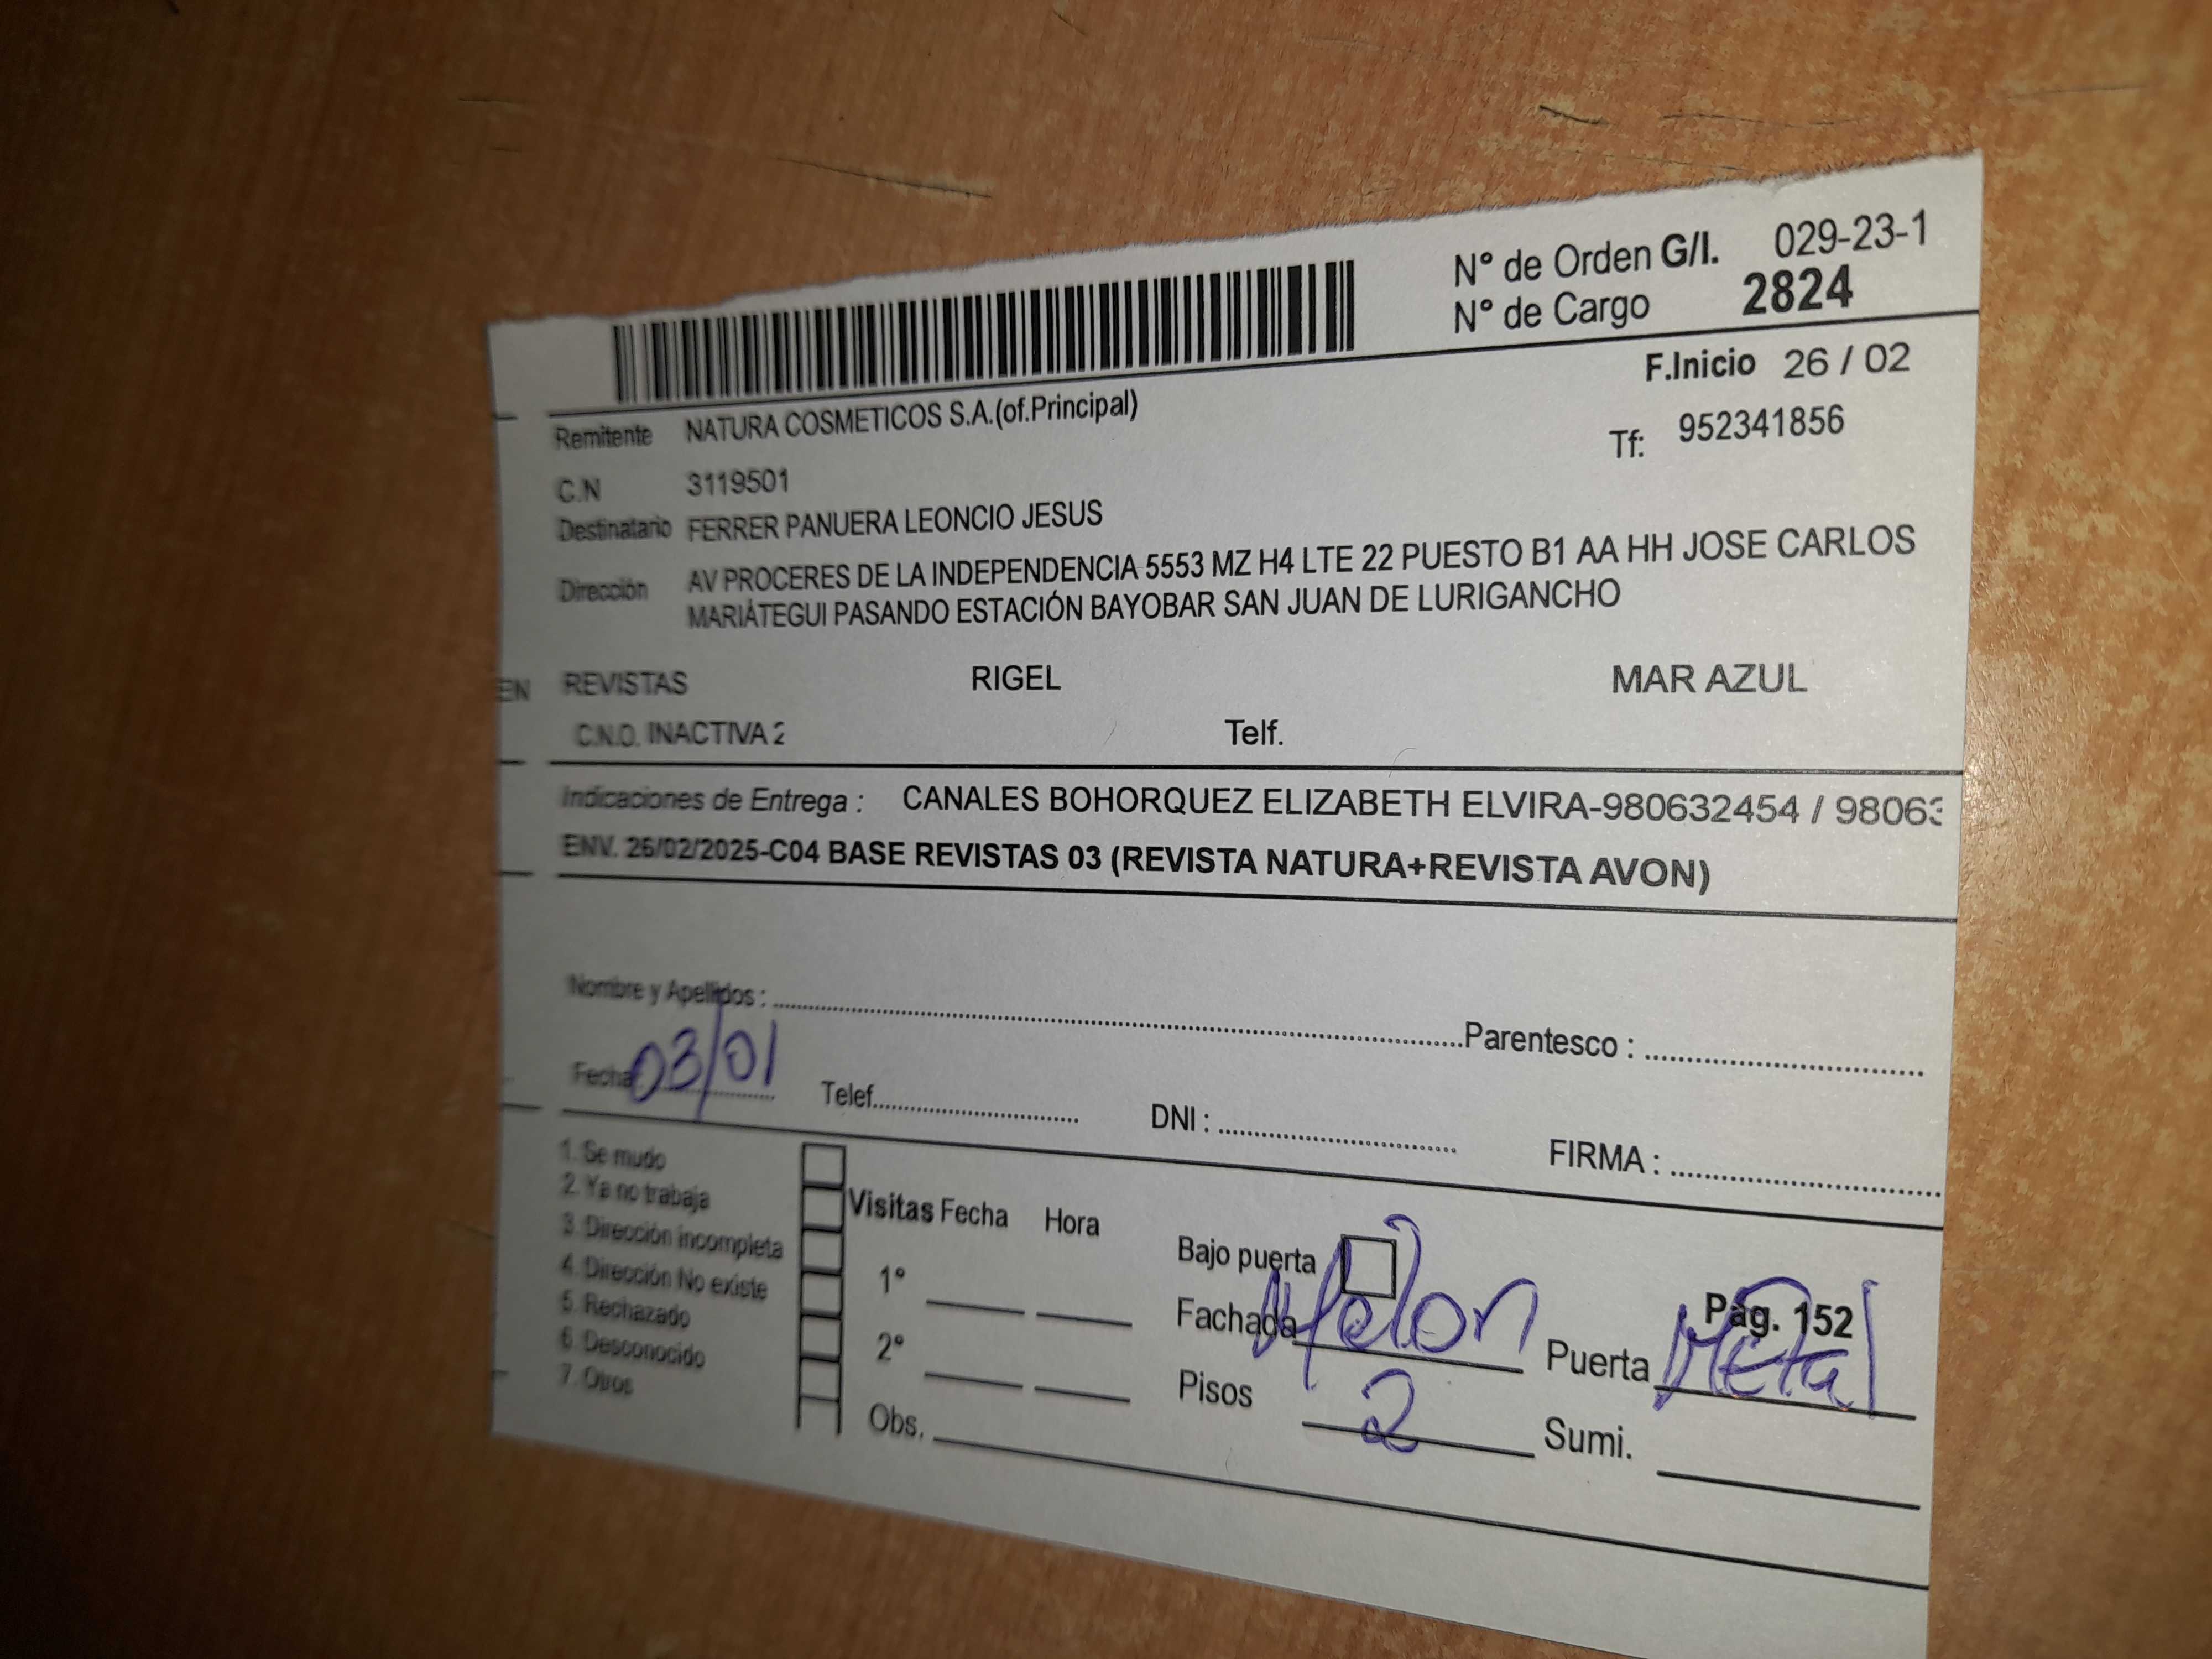 N° de Orden G/I. 029-23-1
N° de Cargo 2824
F.Inicio 26 / 02
Remitente NATURA COSMETICOS S.A.(of.Principal)
Tf: 952341856
C.N 3119501
Destinatario FERRER PANUERA LEONCIO JESUS
Dirección AV PROCERES DE LA INDEPENDENCIA 5553 MZ H4 LTE 22 PUESTO B1 AA HH JOSE CARLOS
MARIÁTEGUI PASANDO ESTACIÓN BAYOBAR SAN JUAN DE LURIGANCHO
EN REVISTAS RIGEL MAR AZUL
C.N.O. INACTIVA 2 Telf.
Indicaciones de Entrega : CANALES BOHORQUEZ ELIZABETH ELVIRA-980632454 / 98063
ENV. 26/02/2025-C04 BASE REVISTAS 03 (REVISTA NATURA+REVISTA AVON)
Nombre y Apellidos : Parentesco :
Fecha 03/01 Telef. DNI : FIRMA :
1. Se mudo
2. Ya no trabaja
3. Dirección incompleta
4. Dirección No existe
5. Rechazado
6. Desconocido
7. Otros
Visitas Fecha Hora
1°
2°
Obs.
Bajo puerta
Pág. 152
Fachada Melon Puerta Metal
Pisos 2 Sumi.